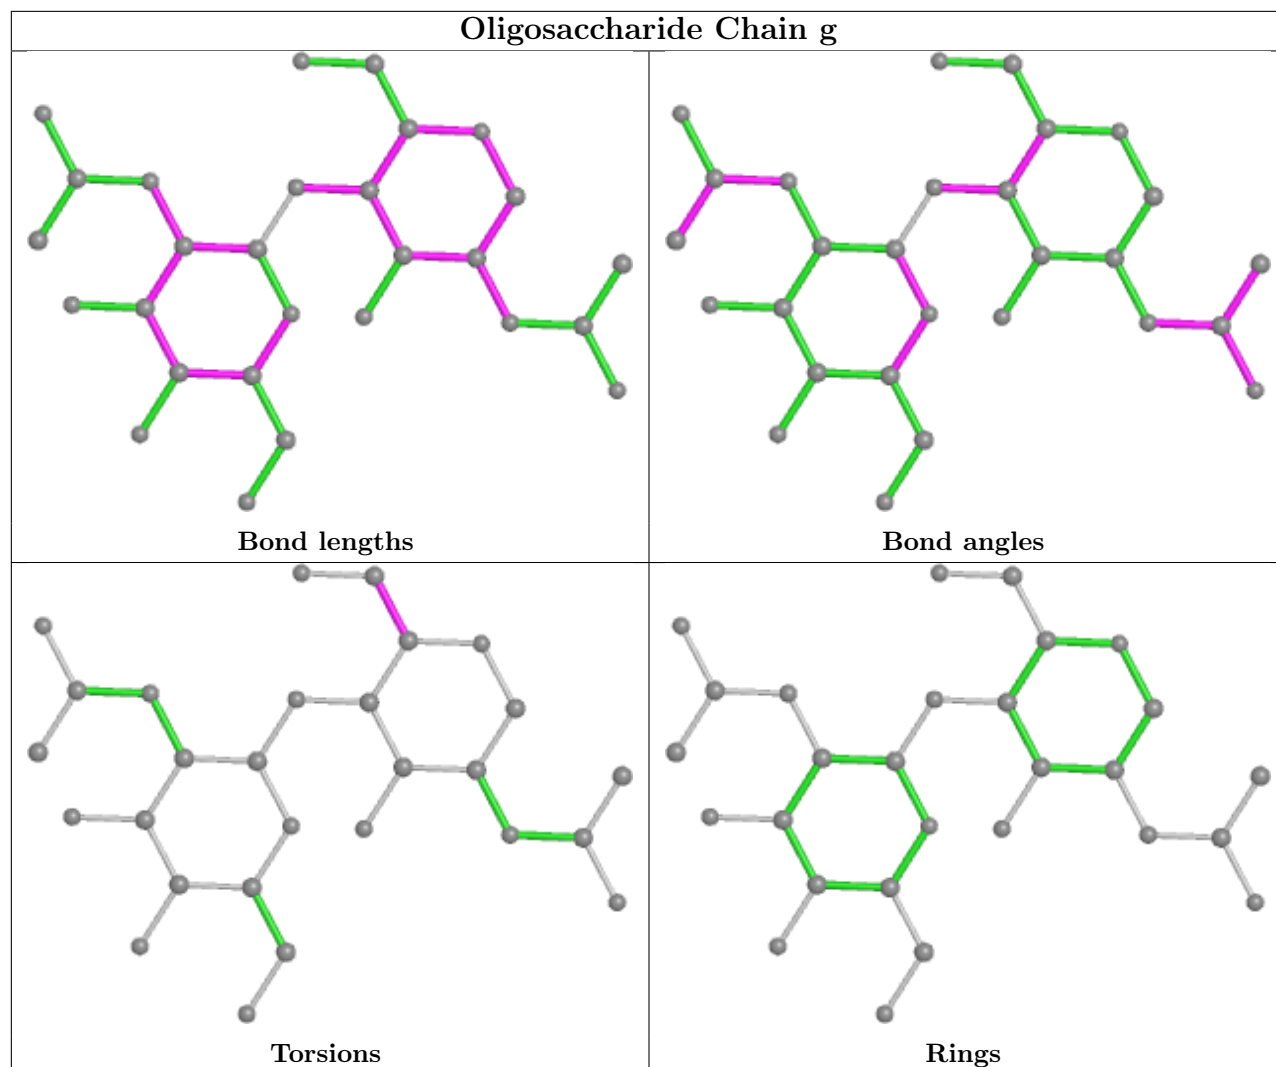 Oligosaccharide Chain g
Bond lengths
Bond angles
Torsions
Rings